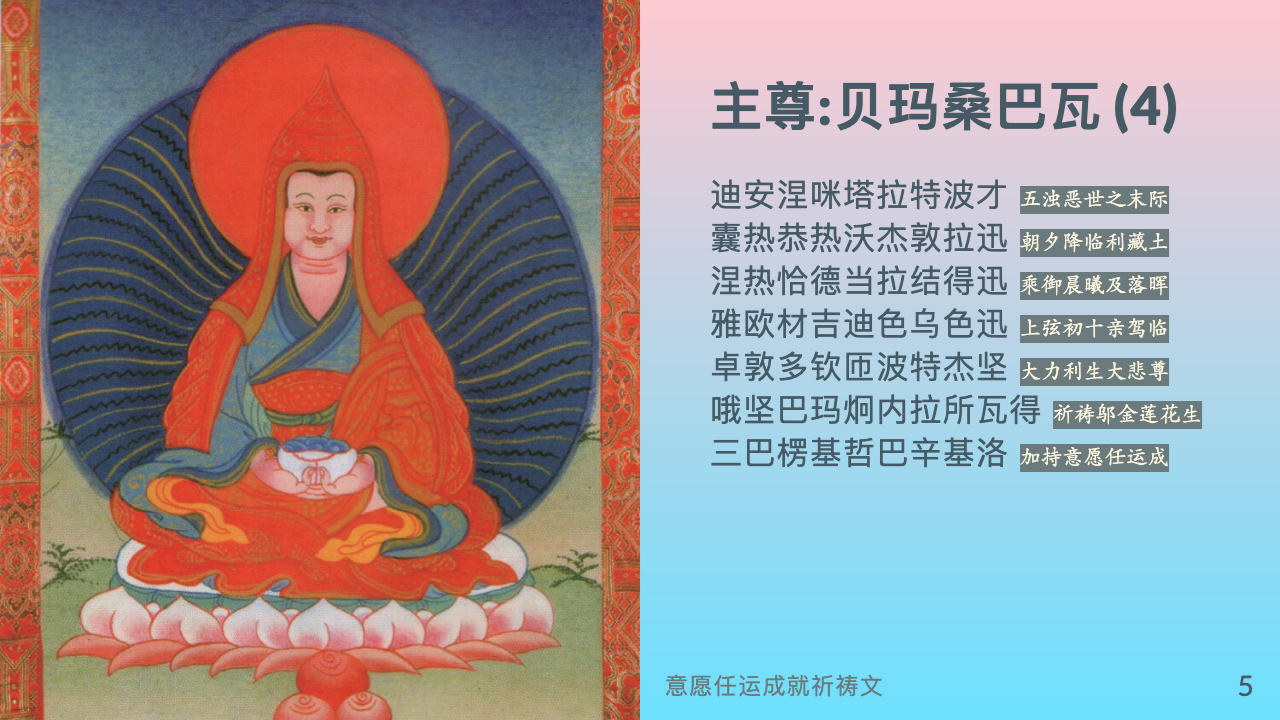 主尊:贝玛桑巴瓦 (4)
迪安涅咪塔拉特波才 五浊恶世之末际
囊热恭热沃杰敦拉迅 朝夕降临利藏土
涅热恰德当拉结得迅 乘御晨曦及落晖
雅欧材吉迪色乌色迅 上弦初十亲驾临
卓敦多钦匝波特杰坚 大力利生大悲尊
哦坚巴玛炯内拉所瓦得 祈祷邬金莲花生
三巴楞基哲巴辛基洛 加持意愿任运成
意愿任运成就祈祷文
5